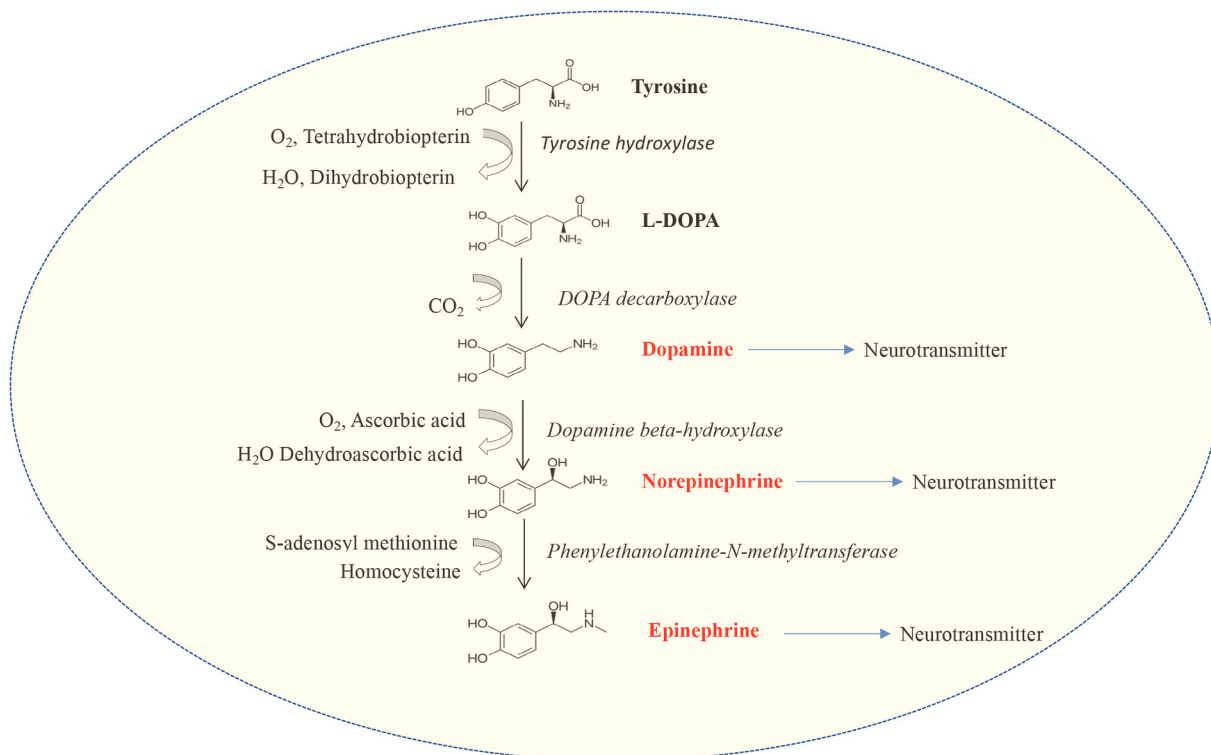 O
OH
NH₂
HO
Tyrosine
O₂, Tetrahydrobiopterin
Tyrosine hydroxylase
H₂O, Dihydrobiopterin
O
HO
OH
HO
NH₂
L-DOPA
CO₂
DOPA decarboxylase
HO
NH₂
HO
Dopamine
Neurotransmitter
O₂, Ascorbic acid
Dopamine beta-hydroxylase
H₂O Dehydroascorbic acid
OH
HO
NH₂
HO
Norepinephrine
Neurotransmitter
S-adenosyl methionine
Phenylethanolamine-N-methyltransferase
Homocysteine
OH
H
N
HO
HO
Epinephrine
Neurotransmitter